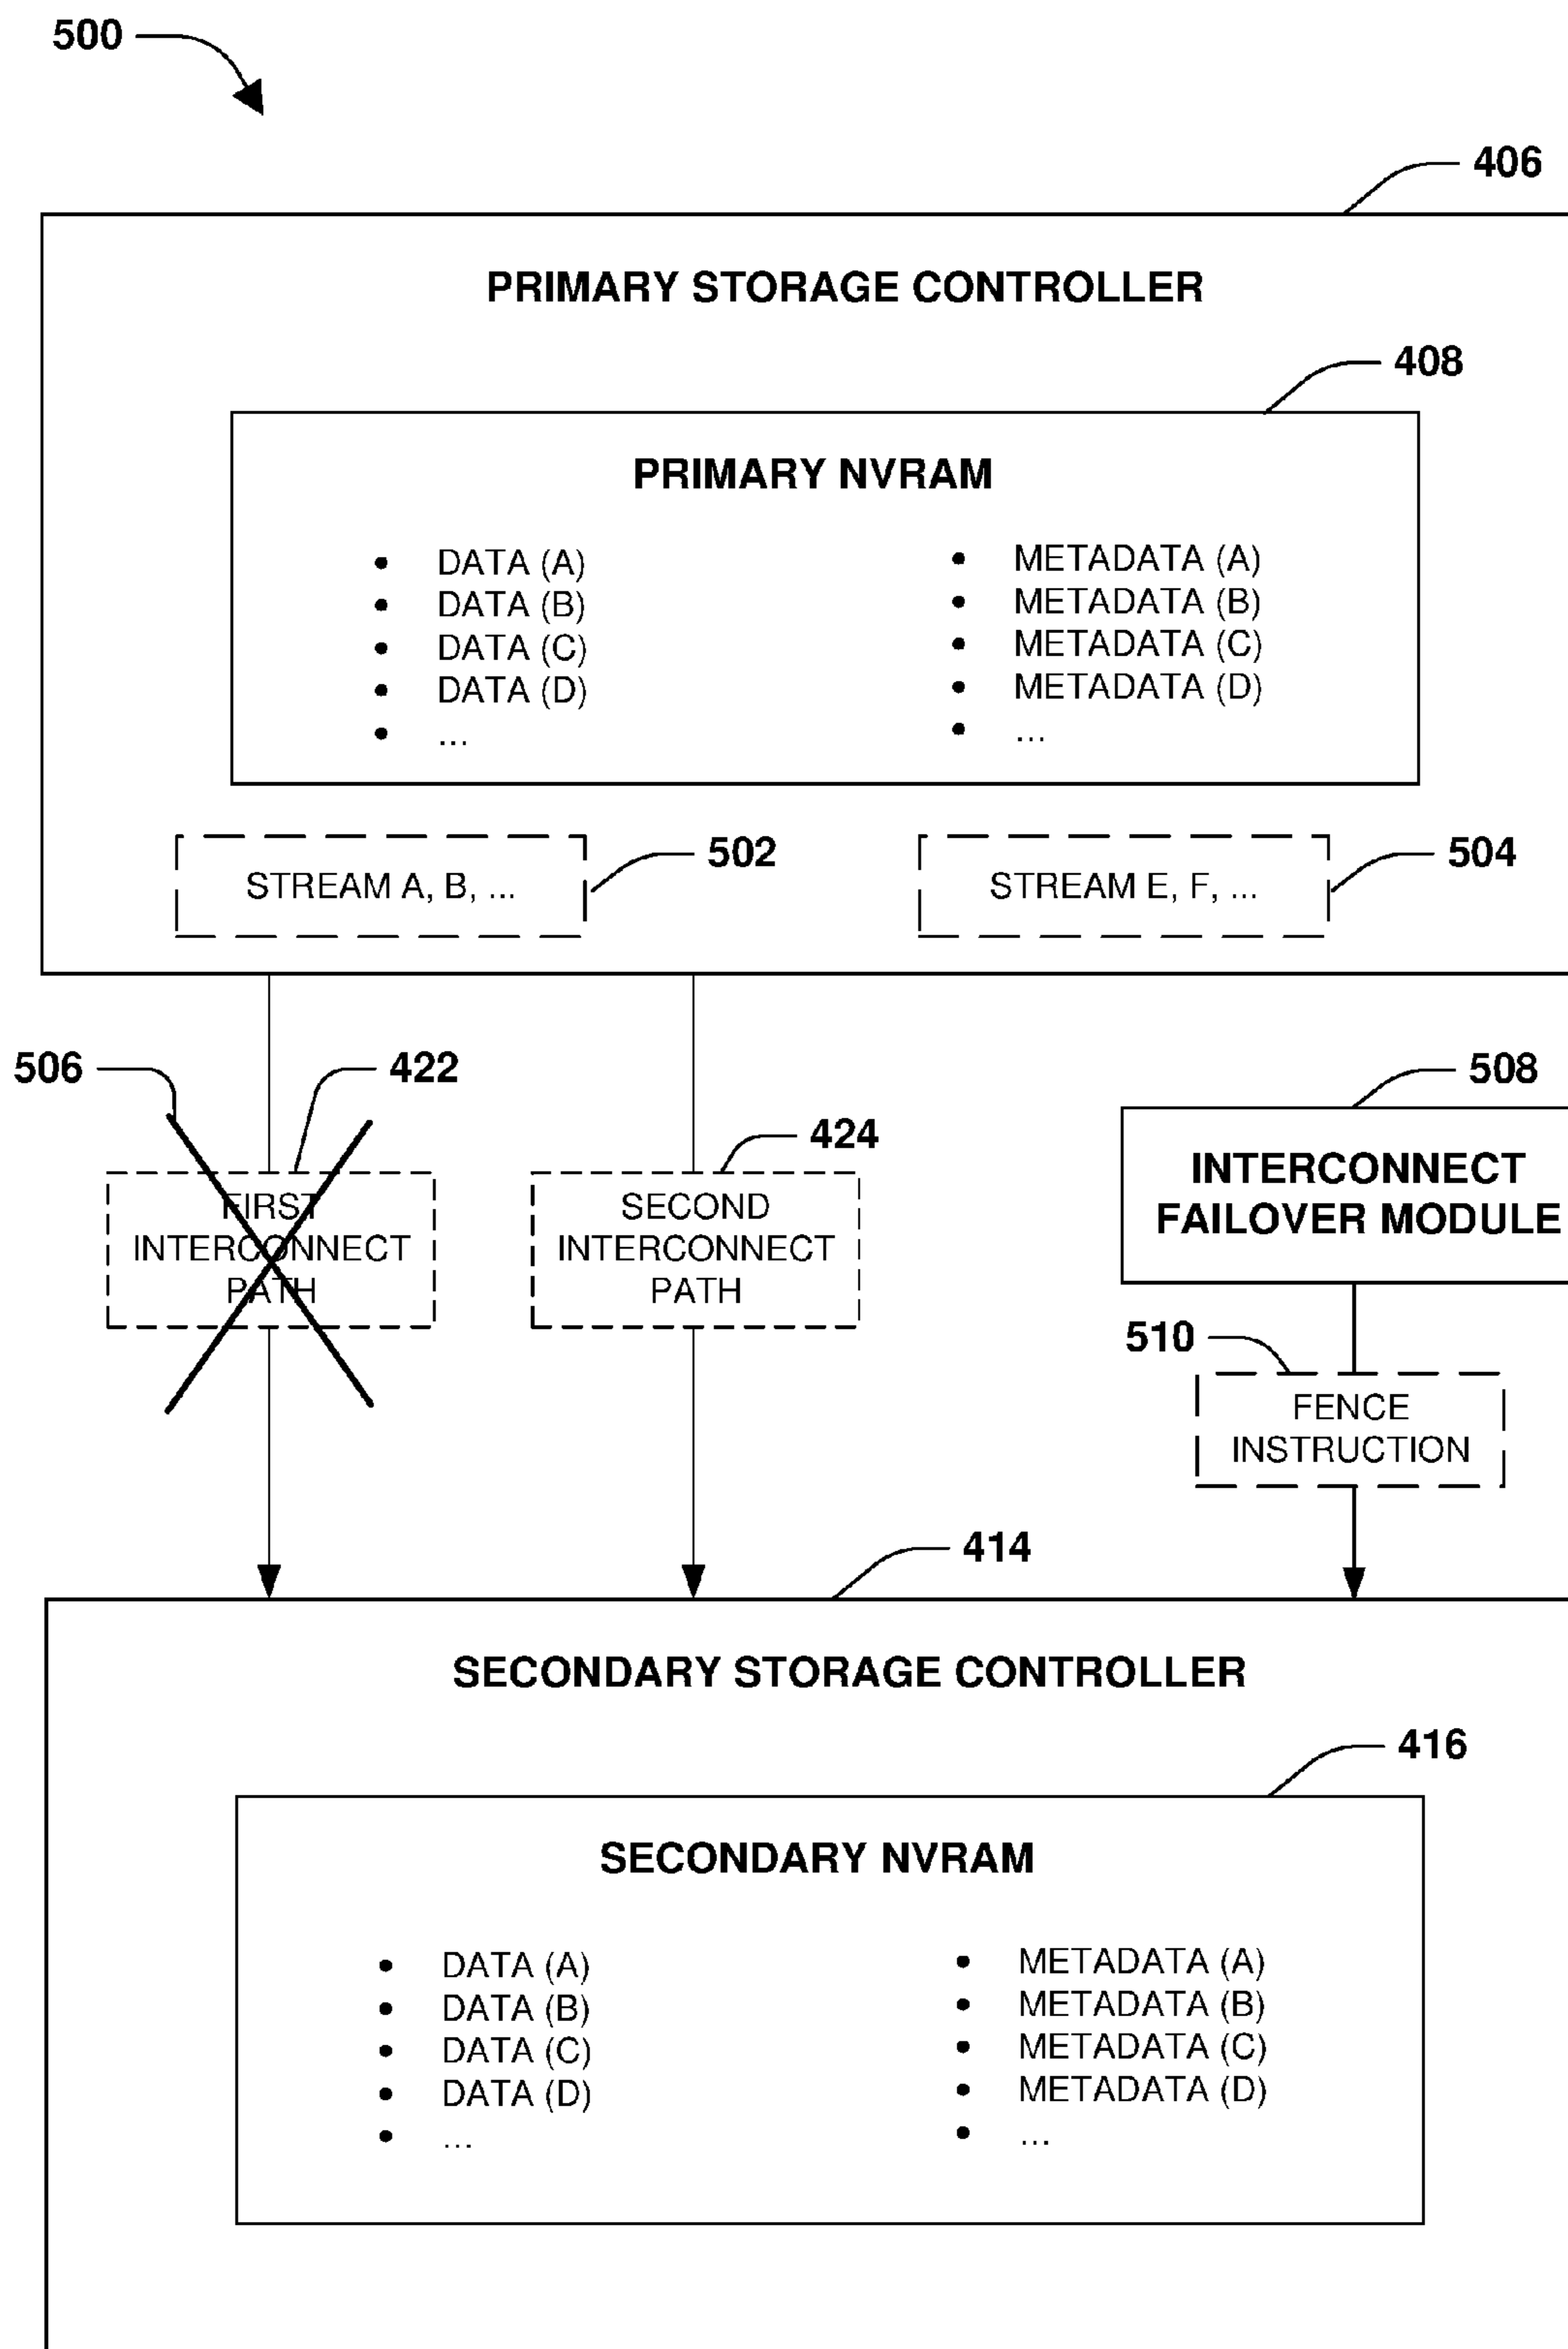 500
406
PRIMARY STORAGE CONTROLLER
408
PRIMARY NVRAM
• DATA (A)
• DATA (B)
• DATA (C)
• DATA (D)
• ...
• METADATA (A)
• METADATA (B)
• METADATA (C)
• METADATA (D)
• ...
STREAM A, B, ...
502
STREAM E, F, ...
504
506
422
FIRST
INTERCONNECT
PATH
424
SECOND
INTERCONNECT
PATH
508
INTERCONNECT
FAILOVER MODULE
510
FENCE
INSTRUCTION
414
SECONDARY STORAGE CONTROLLER
416
SECONDARY NVRAM
• DATA (A)
• DATA (B)
• DATA (C)
• DATA (D)
• ...
• METADATA (A)
• METADATA (B)
• METADATA (C)
• METADATA (D)
• ...